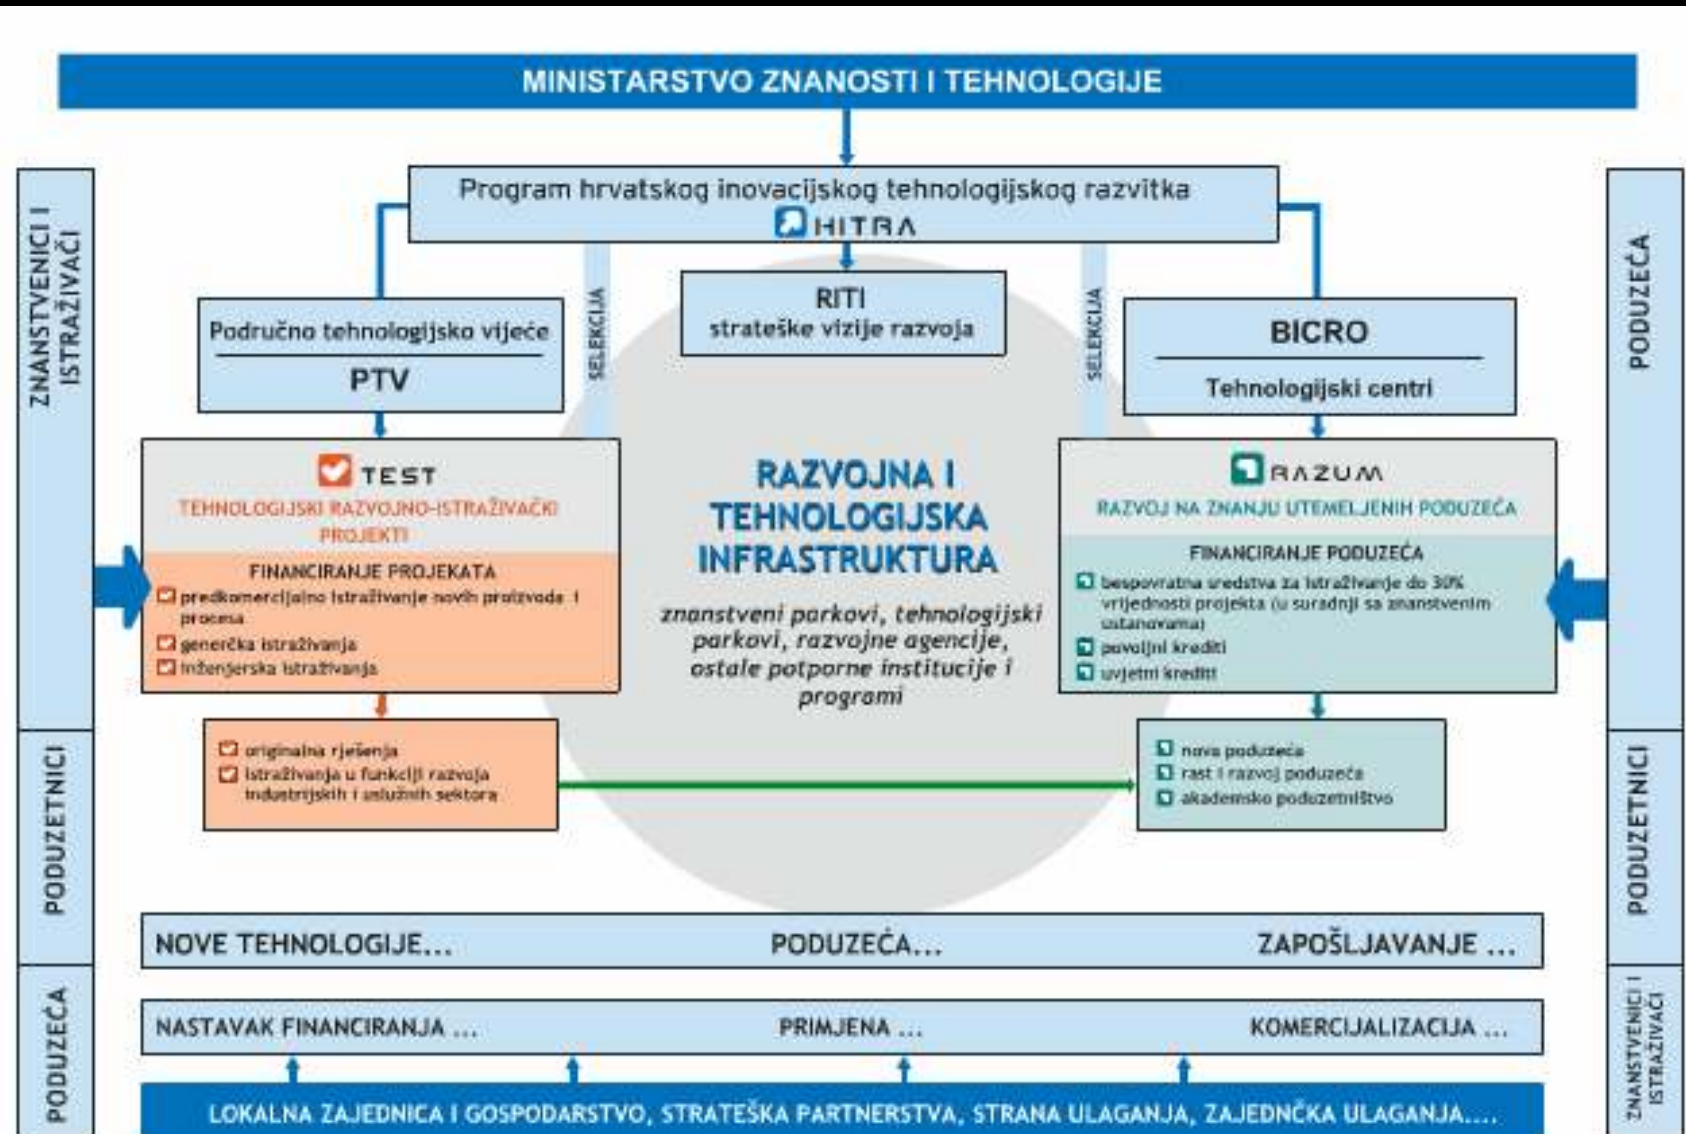 MINISTARSTVO ZNANOSTI I TEHNOLOGIJE
Program hrvatskog inovacijskog tehnologijskog razvitka
HITRA
ZNANSTVENICI I
ISTRAŽIVAČI
PODUZETNICI
PODUZEĆA
Područno tehnologijsko vijeće
PTV
SELEKCIJA
RITI
strateške vizije razvoja
SELEKCIJA
BICRO
Tehnologijski centri
TEST
TEHNOLOGIJSKI RAZVOJNO-ISTRAŽIVAČKI
PROJEKTI
FINANCIRANJE PROJEKATA
predkomercijalno istraživanje novih proizvoda i
procesa
generčka istraživanja
inženjerska istraživanja
originalna rješenja
istraživanja u funkciji razvoja
industrijskih i uslužnih sektora
RAZVOJNA I
TEHNOLOGIJSKA
INFRASTRUKTURA
znanstveni parkovi, tehnologijski
parkovi, razvojne agencije,
ostale potporne institucije i
programi
RAZUM
RAZVOJ NA ZNANJU UTEMELJENIH PODUZEĆA
FINANCIRANJE PODUZEĆA
bespovratna sredstva za istraživanje do 30%
vrijednosti projekta (u suradnji sa znanstvenim
ustanovama)
povoljni krediti
uvjetni krediti
nova poduzeća
rast i razvoj poduzeća
akademsko poduzetništvo
PODUZEĆA
PODUZETNICI
ZNANSTVENICI I
ISTRAŽIVAČI
NOVE TEHNOLOGIJE... PODUZEĆA... ZAPOŠLJAVANJE ...
NASTAVAK FINANCIRANJA ... PRIMJENA ... KOMERCIJALIZACIJA ...
LOKALNA ZAJEDNICA I GOSPODARSTVO, STRATEŠKA PARTNERSTVA, STRANA ULAGANJA, ZAJEDNČKA ULAGANJA....